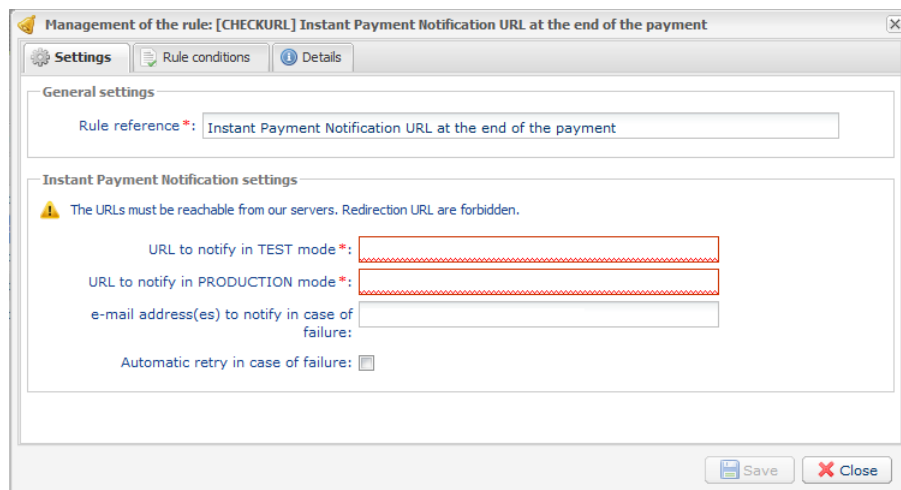 Management of the rule: [CHECKURL] Instant Payment Notification URL at the end of the payment
Settings
Rule conditions
Details
General settings
Rule reference*: Instant Payment Notification URL at the end of the payment
Instant Payment Notification settings
The URLs must be reachable from our servers. Redirection URL are forbidden.
URL to notify in TEST mode*:
URL to notify in PRODUCTION mode*:
e-mail address(es) to notify in case of
failure:
Automatic retry in case of failure:
Save
Close